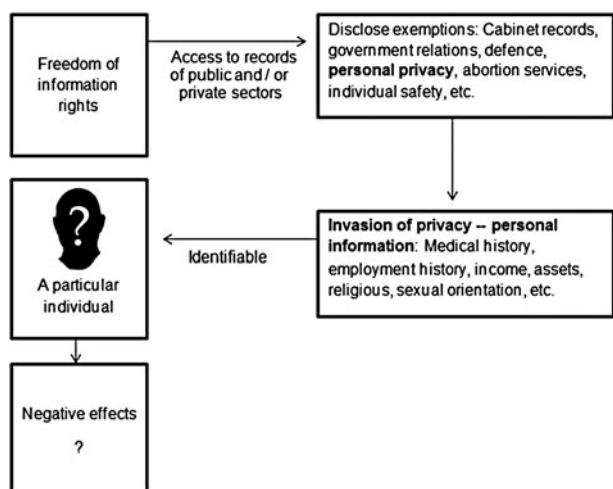 Freedom of
information
rights
Access to records
of public and / or
private sectors
Disclose exemptions: Cabinet records,
government relations, defence,
personal privacy, abortion services,
individual safety, etc.
Invasion of privacy -- personal
information: Medical history,
employment history, income, assets,
religious, sexual orientation, etc.
Identifiable
?
A particular
individual
Negative effects
?